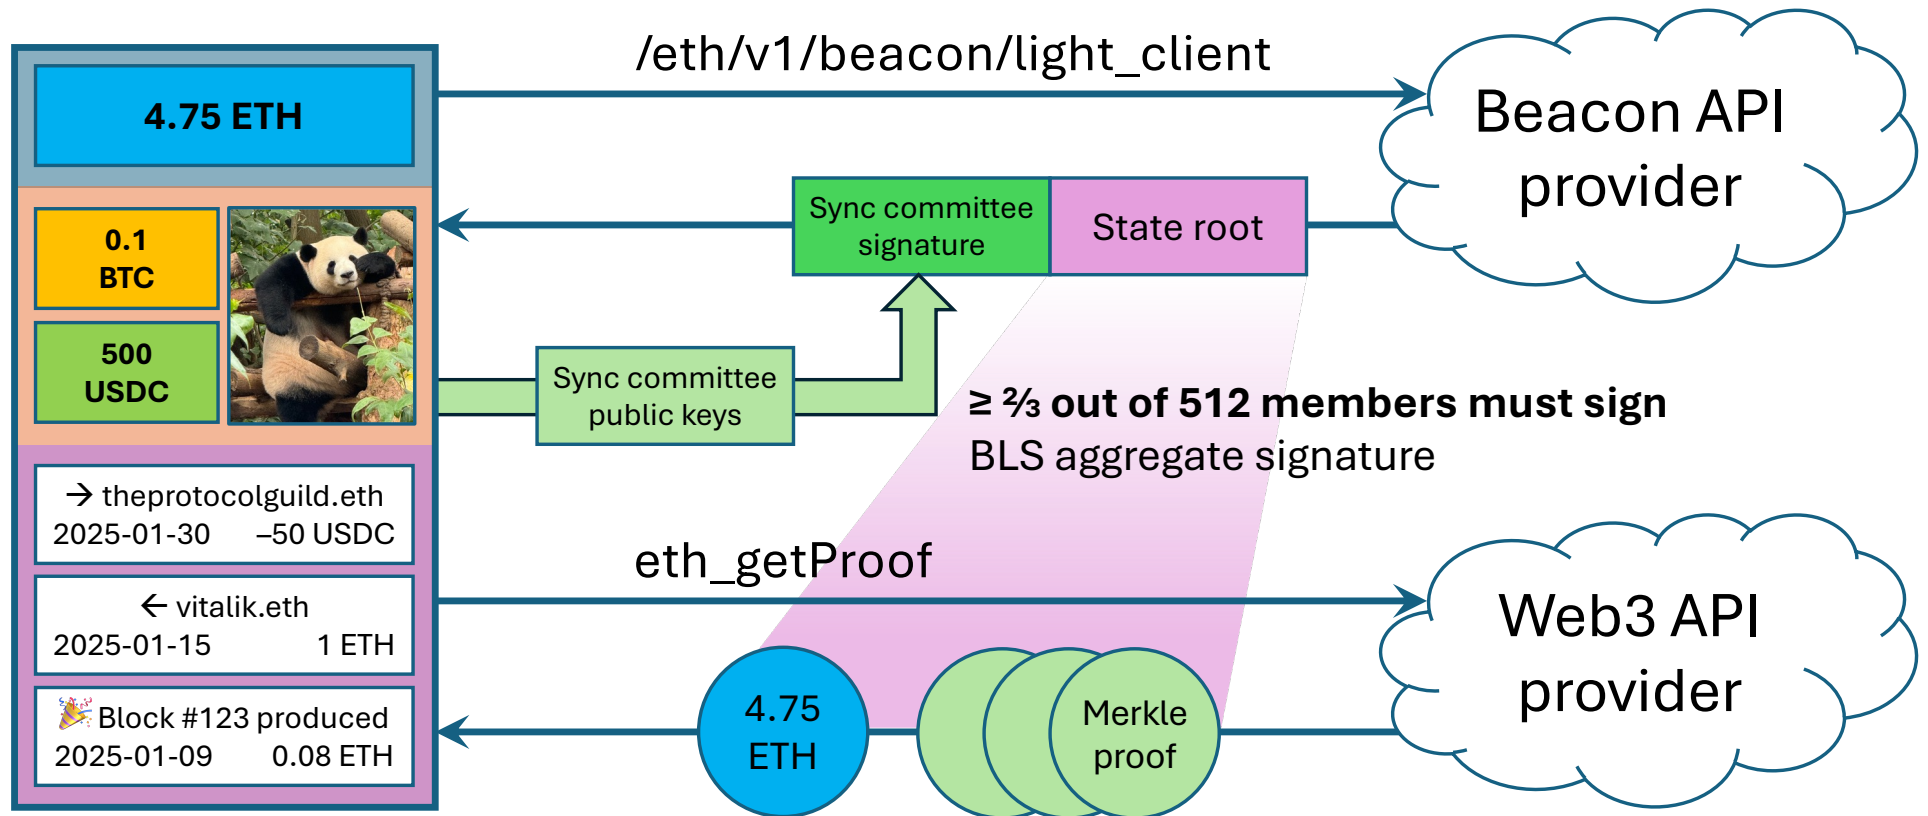 4.75 ETH
0.1
BTC
500
USDC
→ theprotocolguild.eth
2025-01-30 –50 USDC
← vitalik.eth
2025-01-15 1 ETH
🎉 Block #123 produced
2025-01-09 0.08 ETH
/eth/v1/beacon/light_client
Beacon API
provider
Sync committee
signature
State root
Sync committee
public keys
≥ ⅔ out of 512 members must sign
BLS aggregate signature
eth_getProof
Web3 API
provider
4.75
ETH
Merkle
proof